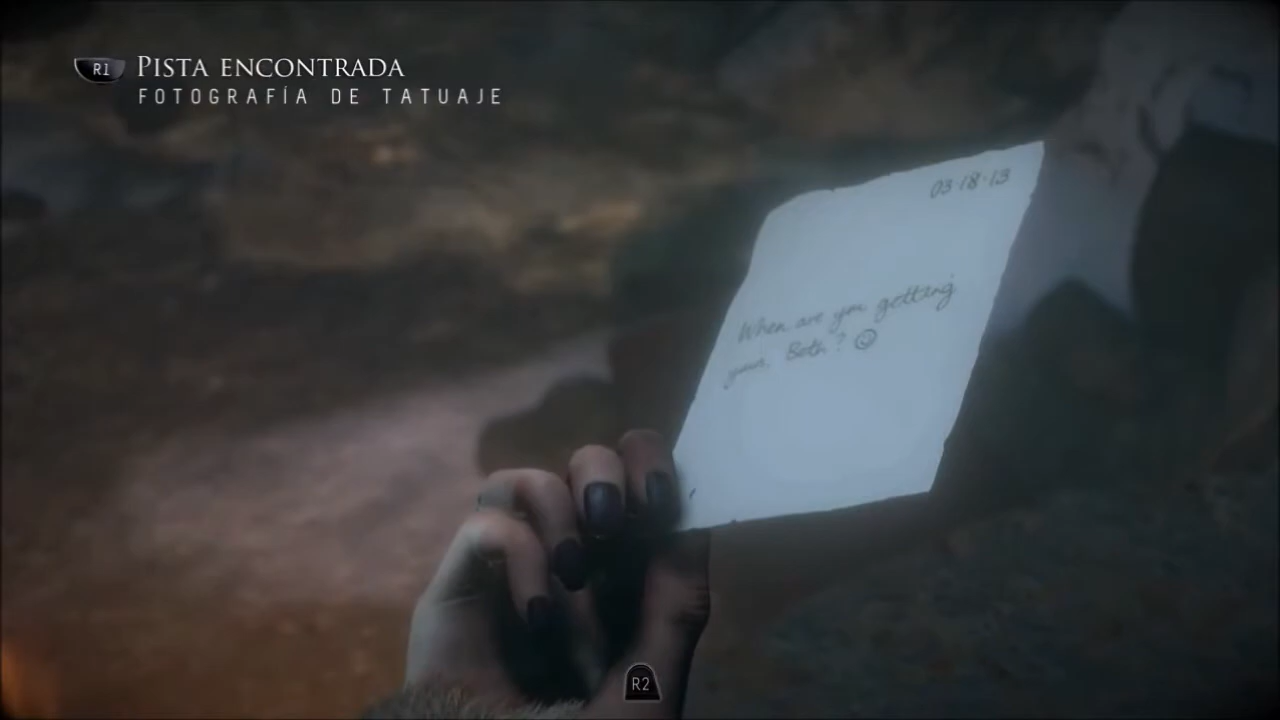 R1 PISTA ENCONTRADA
FOTOGRAFÍA DE TATUAJE
03·18·13
When are you getting
yours, Beth? ☺
R2